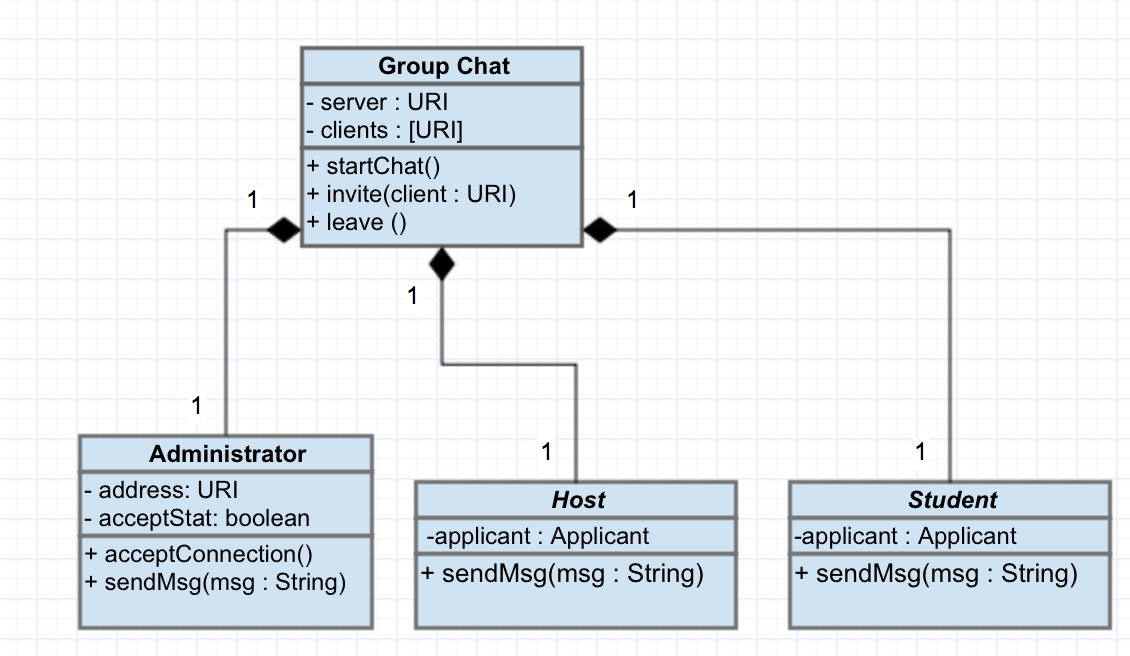 Group Chat
- server : URI
- clients : [URI]
+ startChat()
+ invite(client : URI)
+ leave ()
1
1
1
1
Administrator
- address: URI
- acceptStat: boolean
+ acceptConnection()
+ sendMsg(msg : String)
1
Host
-applicant : Applicant
+ sendMsg(msg : String)
1
Student
-applicant : Applicant
+ sendMsg(msg : String)